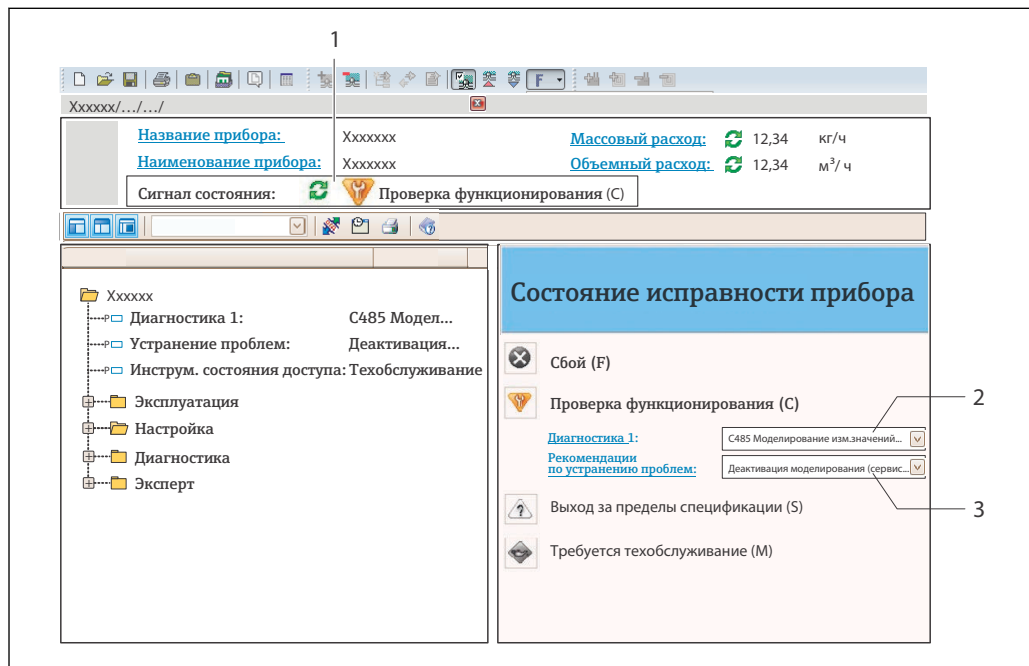 1
F
Xxxxxx/.../.../
Название прибора: Xxxxxxx Массовый расход: 12,34 кг/ч
Наименование прибора: Xxxxxxx Объемный расход: 12,34 м³/ ч
Сигнал состояния: Проверка функционирования (C)
Xxxxxx
P Диагностика 1: C485 Модел...
P Устранение проблем: Деактивация...
P Инструм. состояния доступа: Техобслуживание
Эксплуатация
Настройка
Диагностика
Эксперт
Состояние исправности прибора
Сбой (F)
Проверка функционирования (C)
2
Диагностика 1: C485 Моделирование изм.значений...
Рекомендации
по устранению проблем: Деактивация моделирования (сервис...
3
Выход за пределы спецификации (S)
Требуется техобслуживание (M)